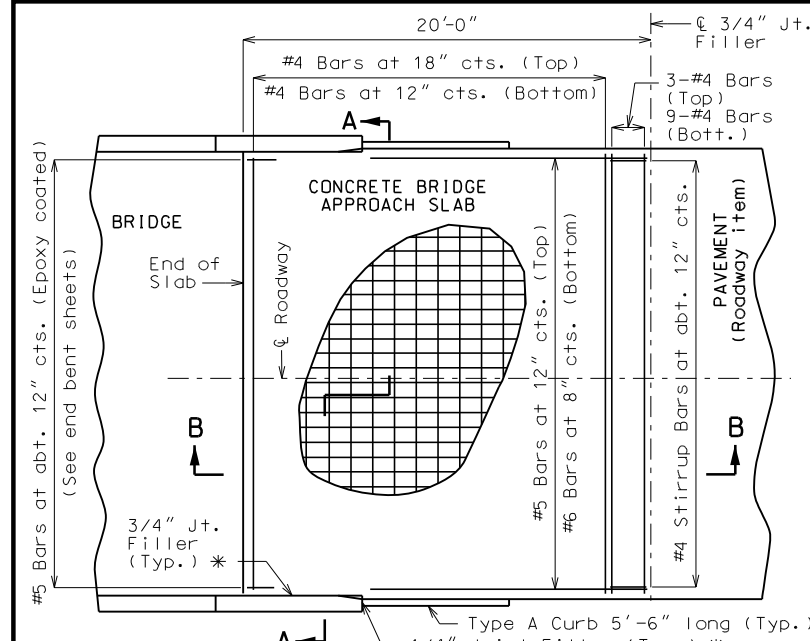 20'-0"
℄ 3/4" Jt.
Filler
#4 Bars at 18" cts. (Top)
#4 Bars at 12" cts. (Bottom)
3-#4 Bars
(Top)
9-#4 Bars
(Bott.)
A
CONCRETE BRIDGE
APPROACH SLAB
BRIDGE
End of
Slab
℄ Roadway
#5 Bars at abt. 12" cts. (Epoxy coated)
(See end bent sheets)
#5 Bars at 12" cts. (Top)
#6 Bars at 8" cts. (Bottom)
#4 Stirrup Bars at abt. 12" cts.
PAVEMENT
(Roadway item)
B
B
3/4" Jt.
Filler
(Typ.) *
Type A Curb 5'-6" long (Typ.)
A